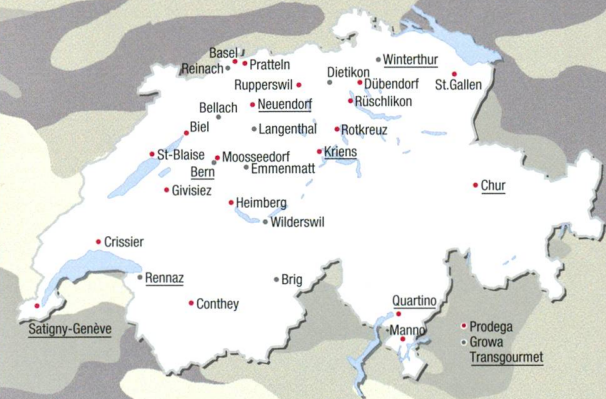 Basel
Reinach
Pratteln
Winterthur
Dietikon
Rupperswil
Dübendorf
St.Gallen
Neuendorf
Rüschlikon
Bellach
Biel
Langenthal
Rotkreuz
St-Blaise
Moosseedorf
Kriens
Bern
Emmenmatt
Givisiez
Chur
Heimberg
Wilderswil
Crissier
Rennaz
Brig
Conthey
Quartino
Satigny-Genève
Manno
Prodega
Growa
Transgourmet